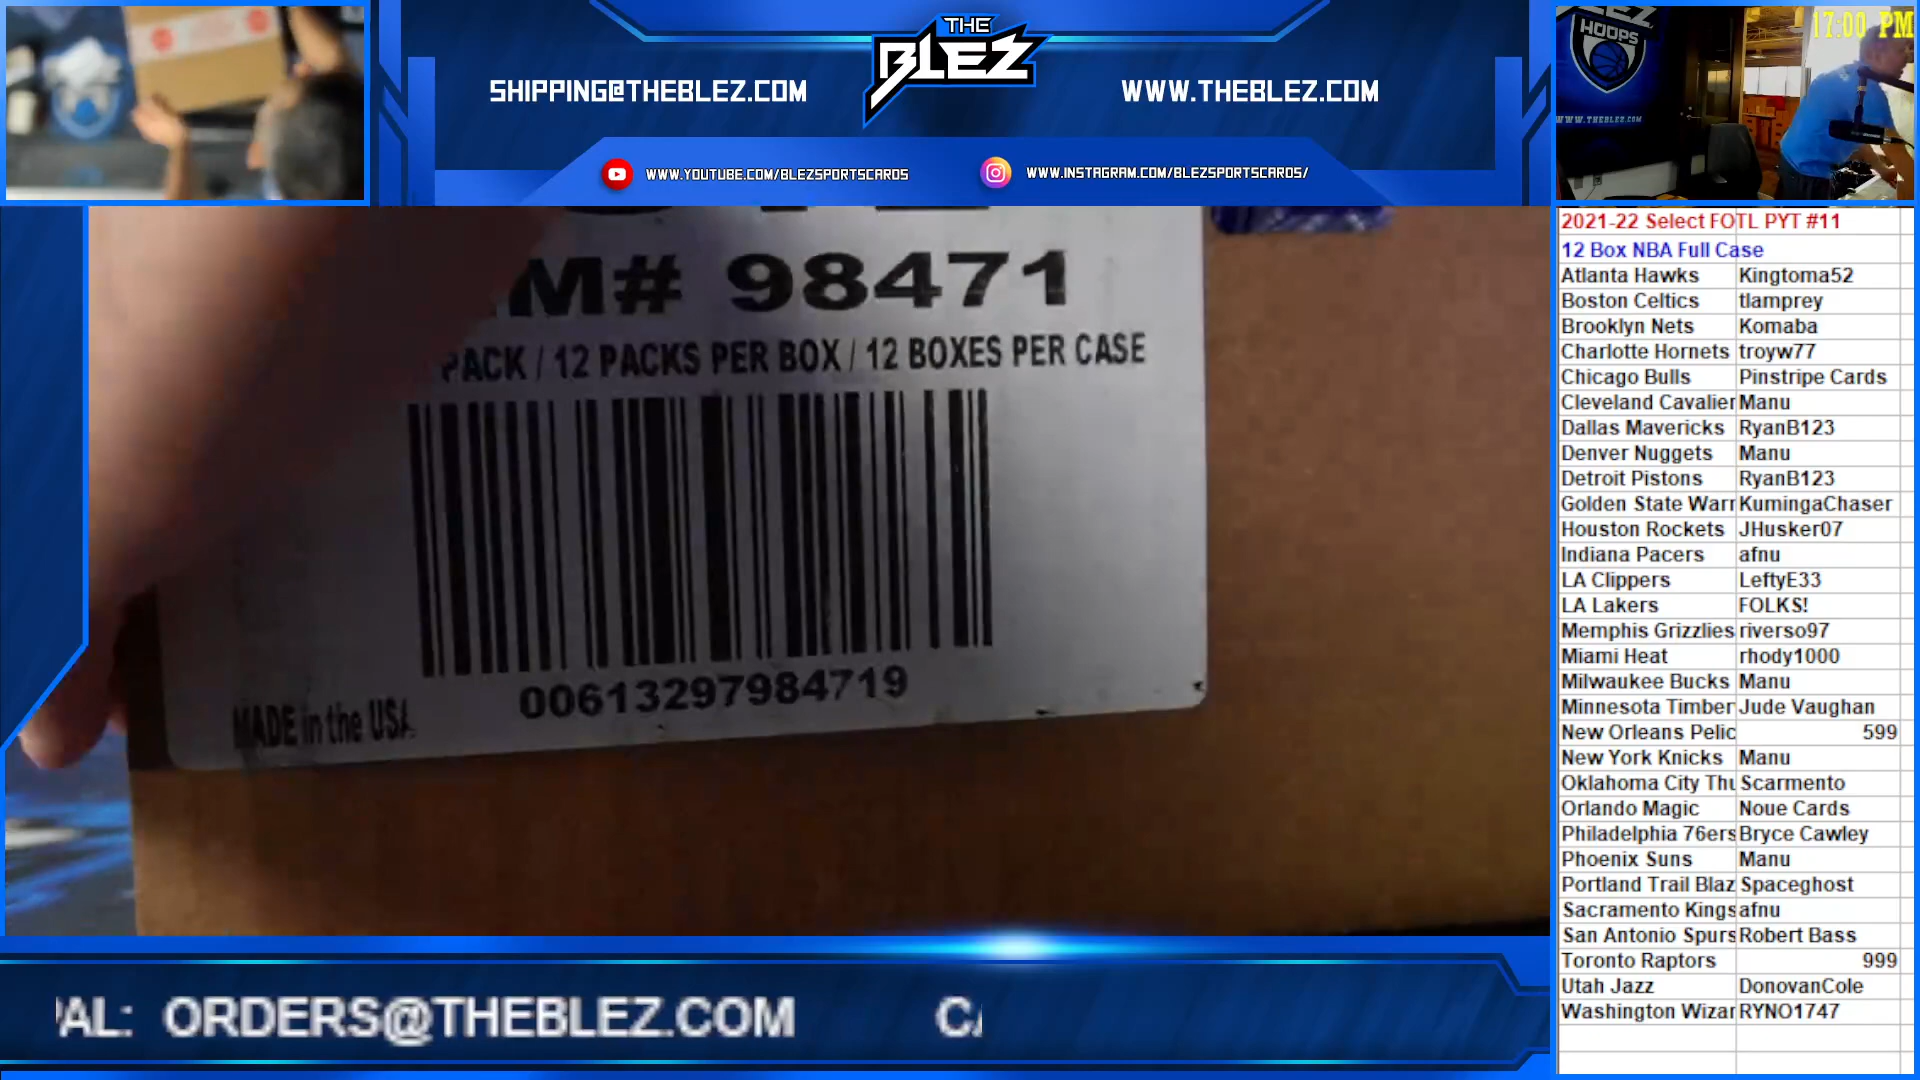 THE
BLEZ
SHIPPING@THEBLEZ.COM
WWW.THEBLEZ.COM
WWW.YOUTUBE.COM/BLEZSPORTSCARDS
WWW.INSTAGRAM.COM/BLEZSPORTSCARDS/
HOOPS
WWW.THEBLEZ.COM
17:00 PM
M# 98471
PACK / 12 PACKS PER BOX / 12 BOXES PER CASE
00613297984719
MADE in the USA
2021-22 Select FOTL PYT #11
12 Box NBA Full Case
Atlanta Hawks Kingtoma52
Boston Celtics tlamprey
Brooklyn Nets Komaba
Charlotte Hornets troyw77
Chicago Bulls Pinstripe Cards
Cleveland Cavalier Manu
Dallas Mavericks RyanB123
Denver Nuggets Manu
Detroit Pistons RyanB123
Golden State Warr KumingaChaser
Houston Rockets JHusker07
Indiana Pacers afnu
LA Clippers LeftyE33
LA Lakers FOLKS!
Memphis Grizzlies riverso97
Miami Heat rhody1000
Milwaukee Bucks Manu
Minnesota Timber Jude Vaughan
New Orleans Pelic 599
New York Knicks Manu
Oklahoma City Thu Scarmento
Orlando Magic Noue Cards
Philadelphia 76ers Bryce Cawley
Phoenix Suns Manu
Portland Trail Blaz Spaceghost
Sacramento Kings afnu
San Antonio Spurs Robert Bass
Toronto Raptors 999
Utah Jazz DonovanCole
Washington Wizar RYNO1747
AL: ORDERS@THEBLEZ.COM